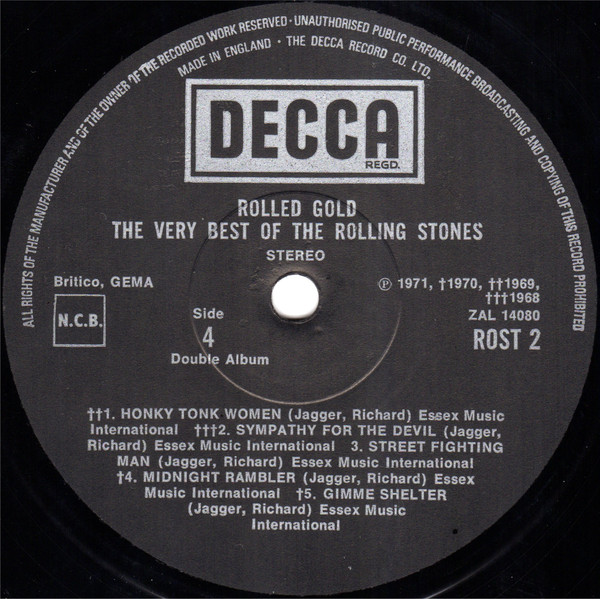 ALL RIGHTS OF THE MANUFACTURER AND OF THE OWNER OF THE RECORDED WORK RESERVED · UNAUTHORISED PUBLIC PERFORMANCE BROADCASTING AND COPYING OF THIS RECORD PROHIBITED
MADE IN ENGLAND · THE DECCA RECORD CO. LTD.
DECCA
REGD.
ROLLED GOLD
THE VERY BEST OF THE ROLLING STONES
STEREO
Britico, GEMA
N.C.B.
Side
4
Double Album
℗ 1971, †1970, ††1969,
†††1968
ZAL 14080
ROST 2
††1. HONKY TONK WOMEN (Jagger, Richard) Essex Music
International †††2. SYMPATHY FOR THE DEVIL (Jagger,
Richard) Essex Music International 3. STREET FIGHTING
MAN (Jagger, Richard) Essex Music International
†4. MIDNIGHT RAMBLER (Jagger, Richard) Essex
Music International †5. GIMME SHELTER
(Jagger, Richard) Essex Music
International